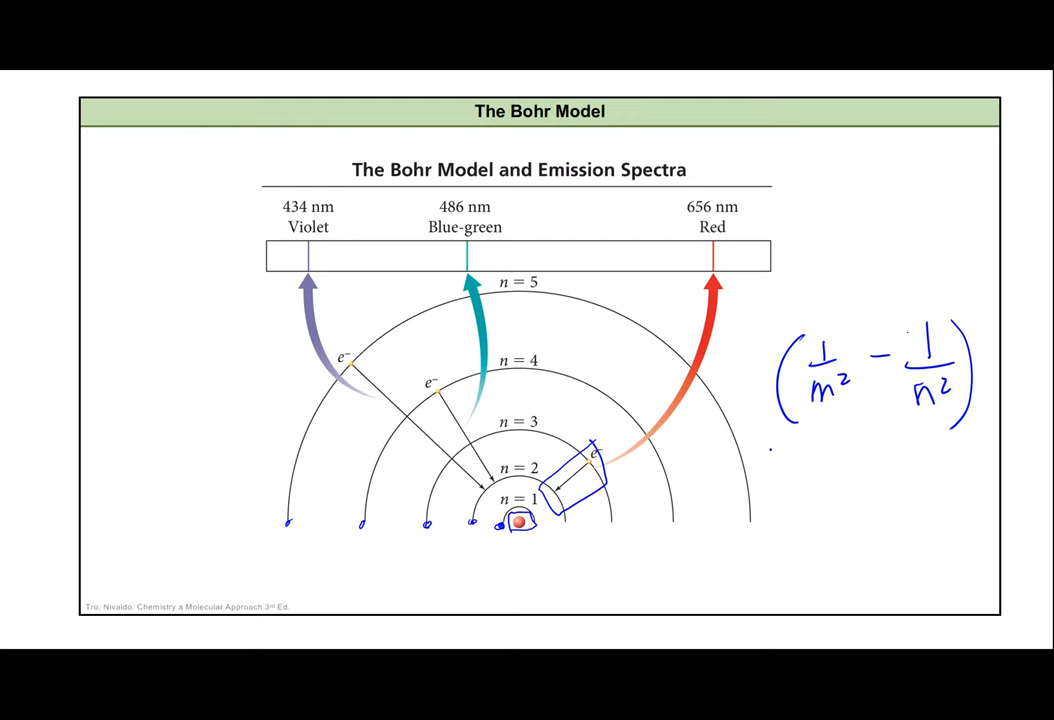 The Bohr Model
The Bohr Model and Emission Spectra
434 nm 486 nm 656 nm
Violet Blue-green Red
n = 5
e⁻
n = 4
e⁻
n = 3
e⁻
n = 2
n = 1
(1/m² - 1/n²)
Tro, Nivaldo. Chemistry a Molecular Approach 3rd Ed.